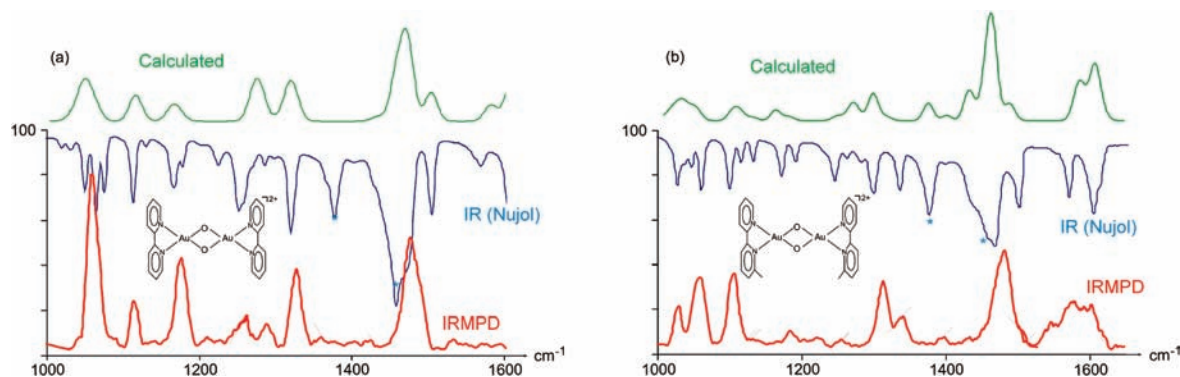 (a)
Calculated
100
IR (Nujol)
*
*
IRMPD
N
N
Au
O
O
Au
N
N
2+
1000
1200
1400
1600
cm-1
(b)
Calculated
100
IR (Nujol)
*
*
IRMPD
N
N
Au
O
O
Au
N
N
2+
1000
1200
1400
1600
cm-1